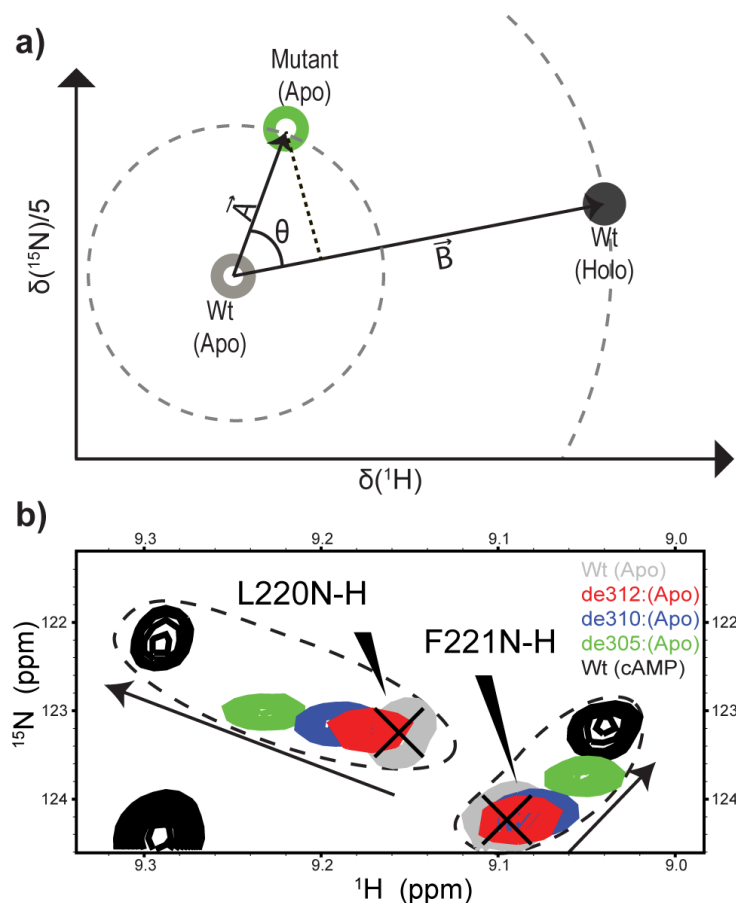 a)
Mutant
(Apo)
δ(¹⁵N)/5
A
θ
B
Wt
(Apo)
Wt
(Holo)
δ(¹H)
b)
9.3 9.2 9.1 9.0
L220N-H
F221N-H
Wt (Apo)
de312:(Apo)
de310:(Apo)
de305:(Apo)
Wt (cAMP)
¹⁵N (ppm)
122 122
123 123
124 124
9.3 9.2 9.1 9.0
¹H (ppm)